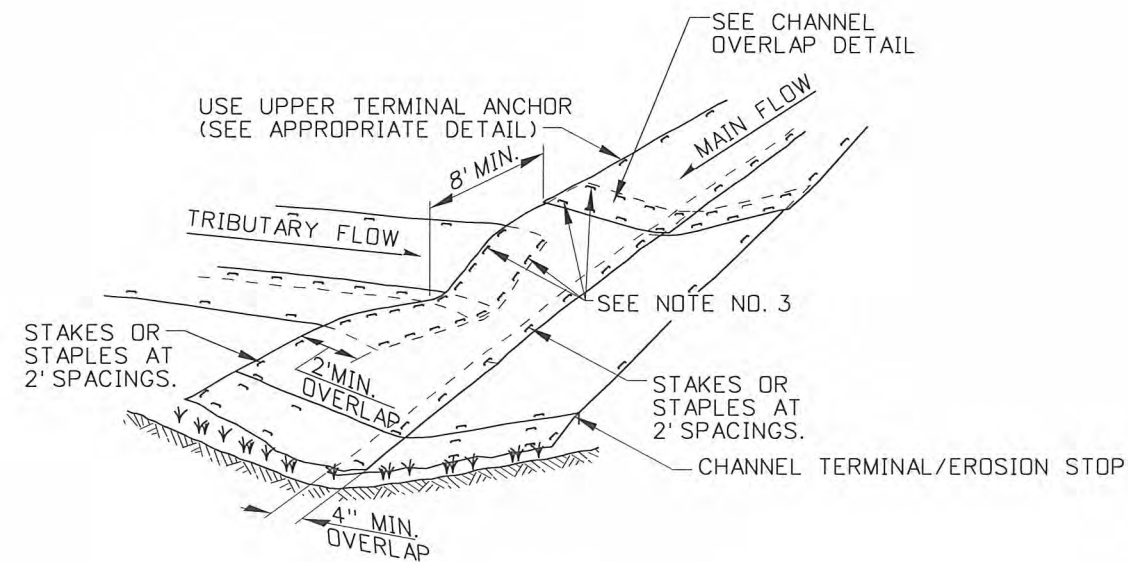 SEE CHANNEL
OVERLAP DETAIL
USE UPPER TERMINAL ANCHOR
(SEE APPROPRIATE DETAIL)
MAIN FLOW
8' MIN.
TRIBUTARY FLOW
SEE NOTE NO. 3
STAKES OR
STAPLES AT
2' SPACINGS.
2' MIN.
OVERLAP
STAKES OR
STAPLES AT
2' SPACINGS.
CHANNEL TERMINAL/EROSION STOP
4" MIN.
OVERLAP